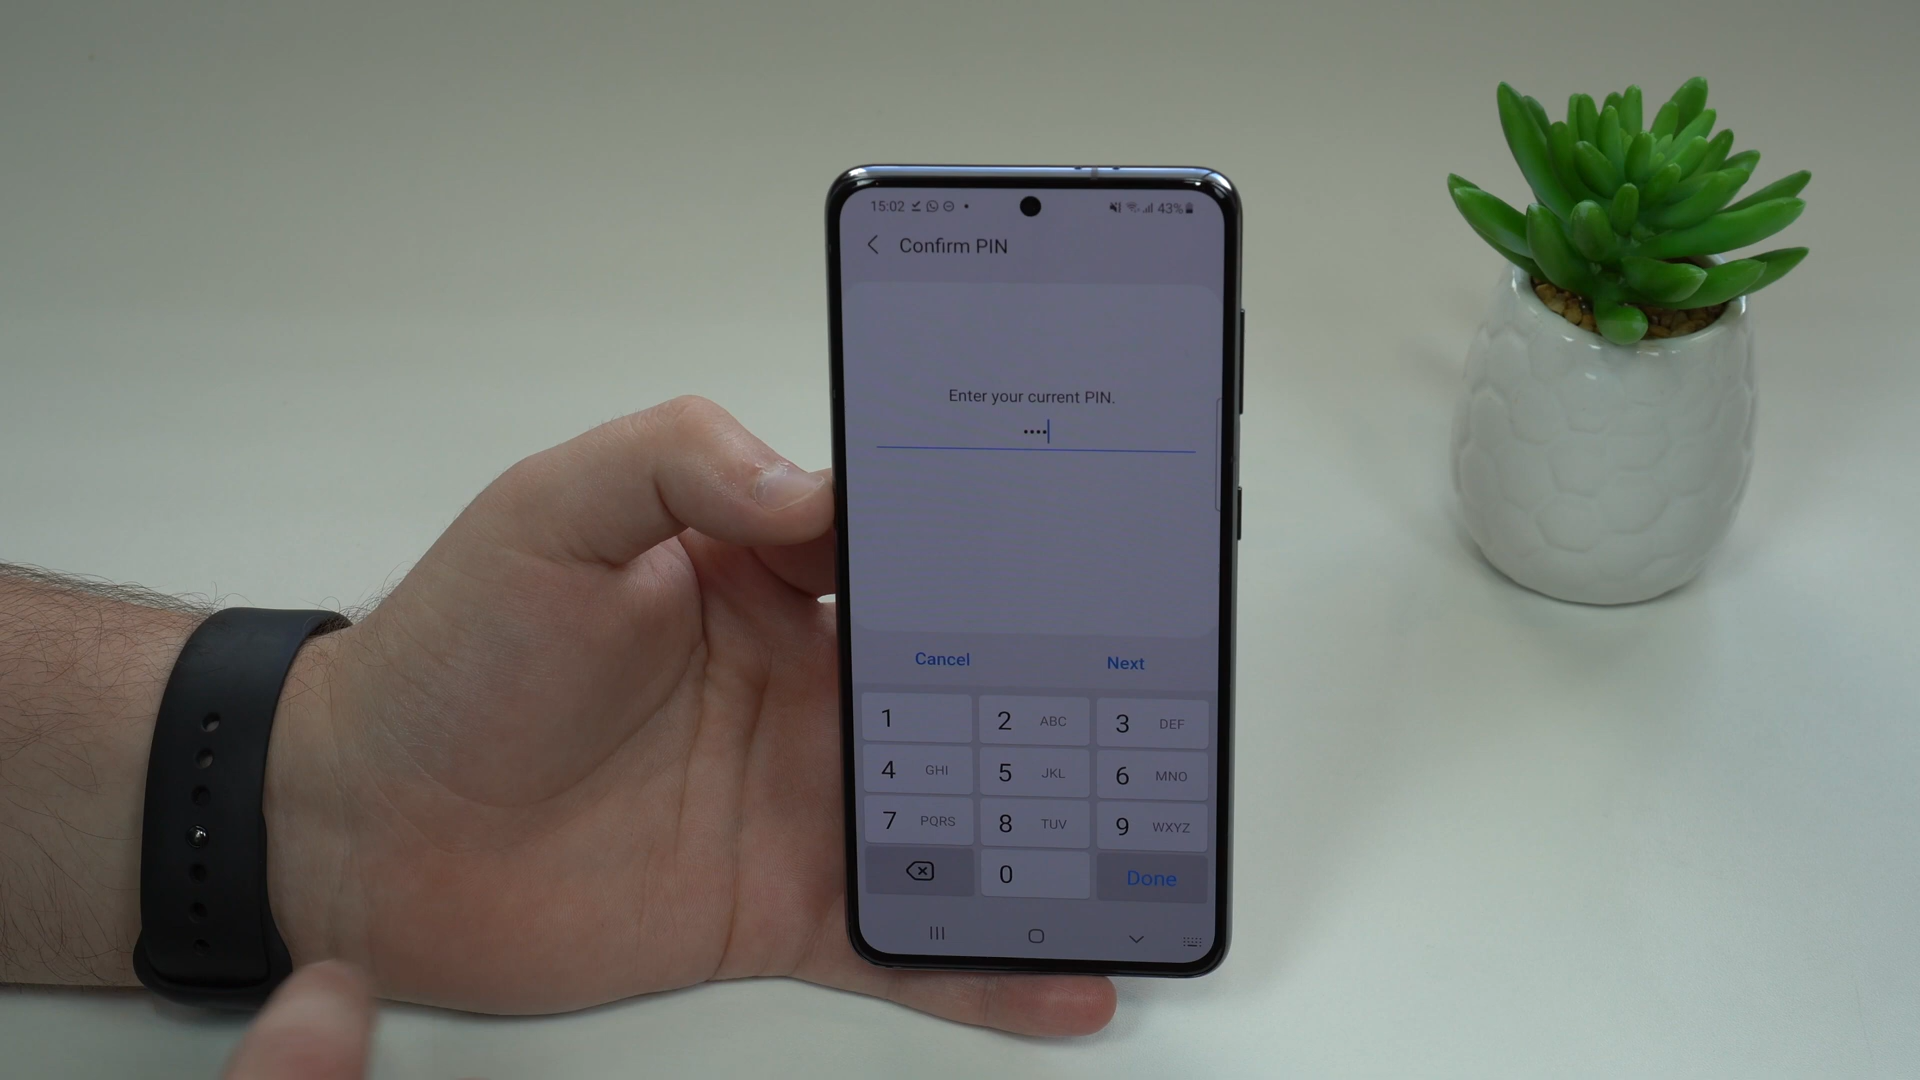 15:02 43%
Confirm PIN
Enter your current PIN.
••••
Cancel Next
1 2 ABC 3 DEF
4 GHI 5 JKL 6 MNO
7 PQRS 8 TUV 9 WXYZ
0 Done